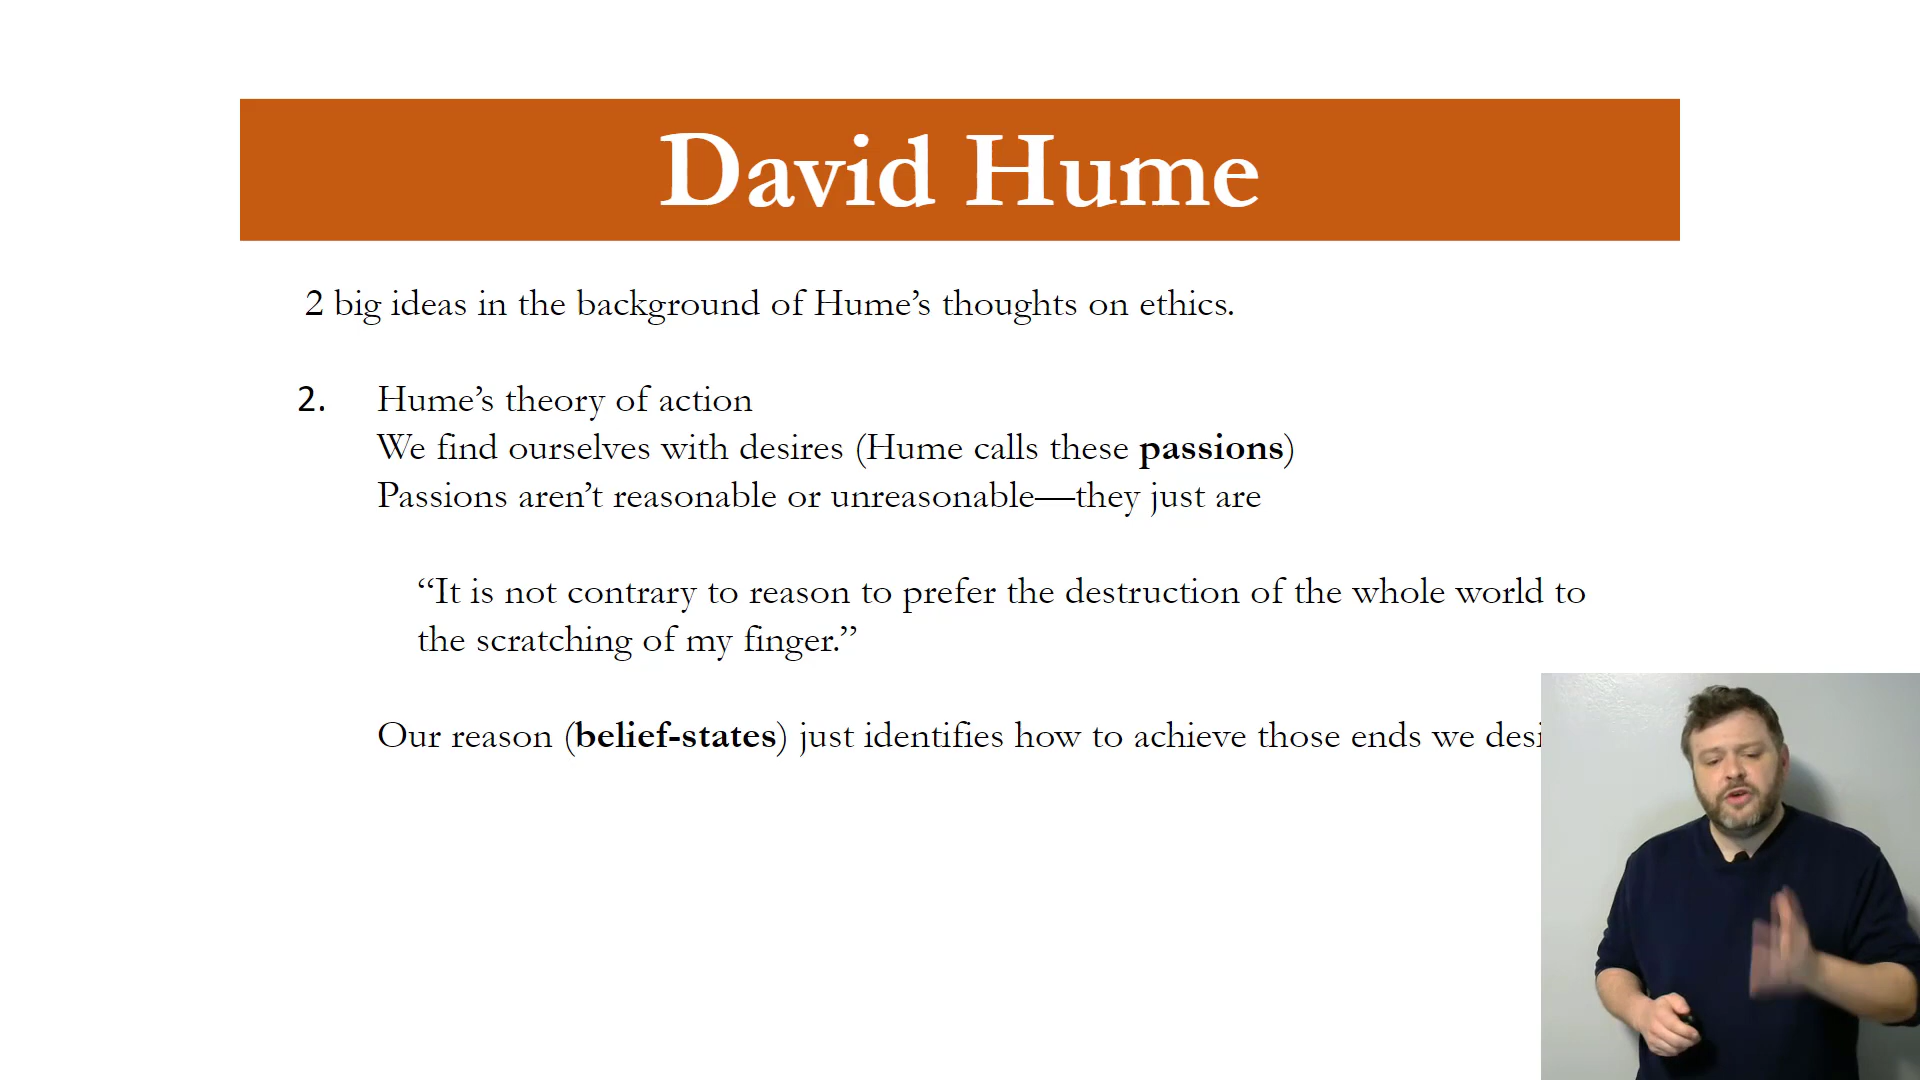 David Hume
2 big ideas in the background of Hume’s thoughts on ethics.
2. Hume’s theory of action
We find ourselves with desires (Hume calls these passions)
Passions aren’t reasonable or unreasonable—they just are
“It is not contrary to reason to prefer the destruction of the whole world to
the scratching of my finger.”
Our reason (belief-states) just identifies how to achieve those ends we